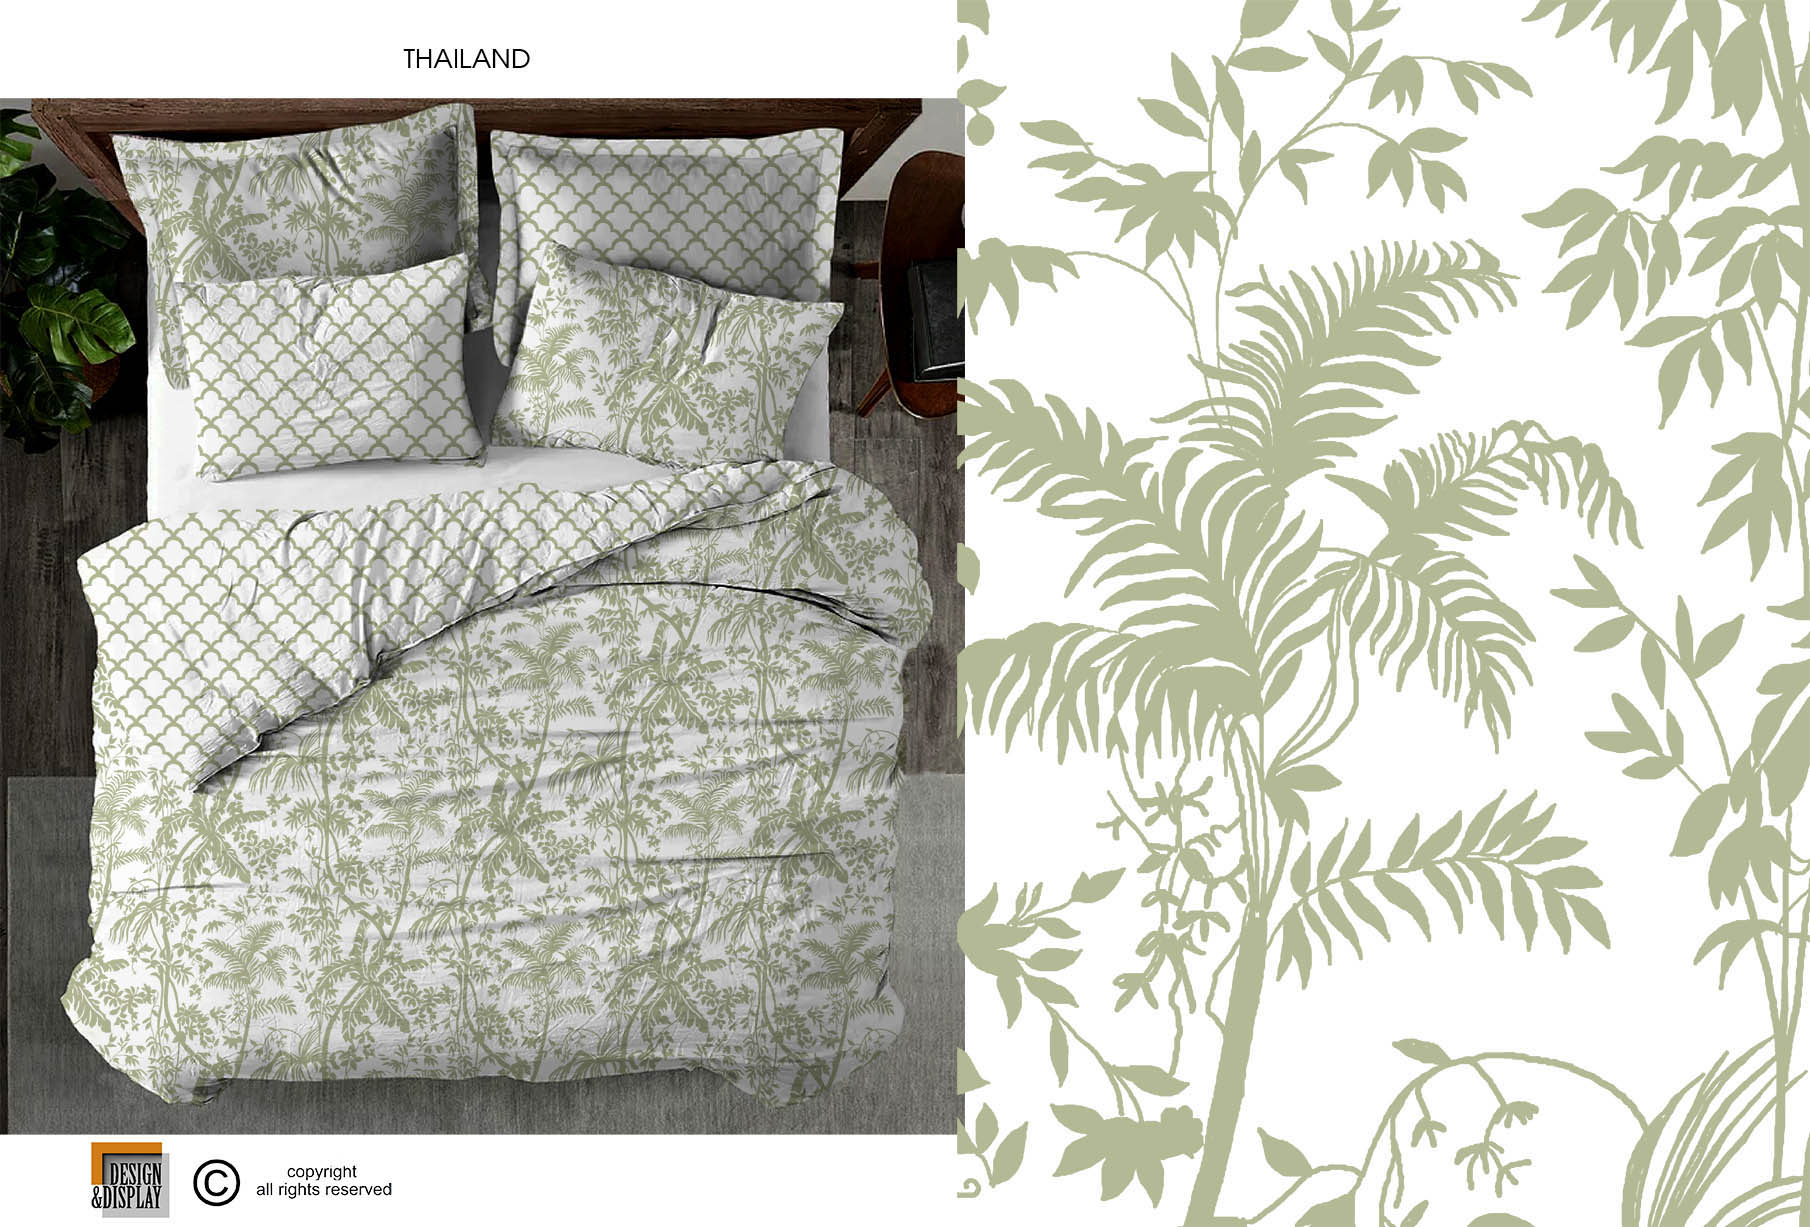 THAILAND
DESIGN
&DISPLAY
©
copyright
all rights reserved